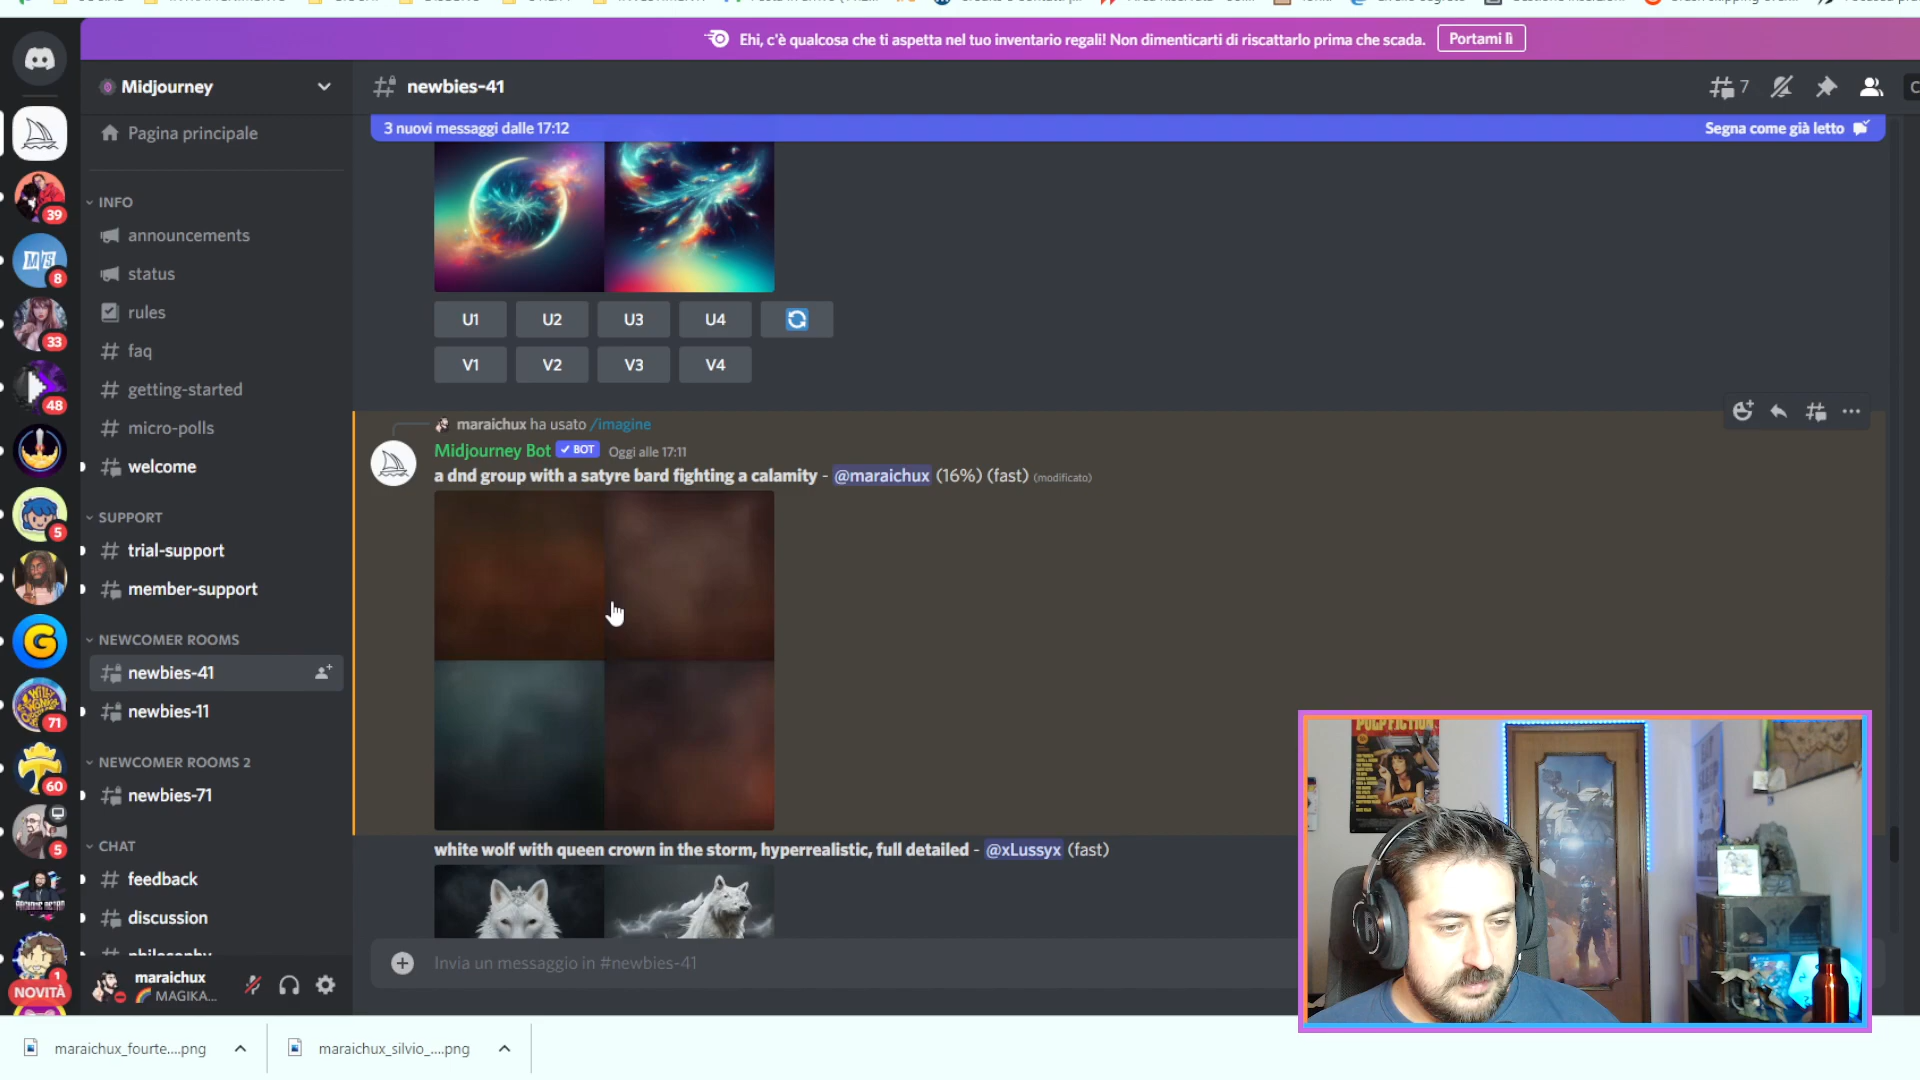 Ehi, c'è qualcosa che ti aspetta nel tuo inventario regali! Non dimenticarti di riscattarlo prima che scada.
Portami lì
Midjourney
newbies-41
7
3 nuovi messaggi dalle 17:12
Segna come già letto
Pagina principale
INFO
announcements
status
rules
faq
getting-started
micro-polls
welcome
SUPPORT
trial-support
member-support
NEWCOMER ROOMS
newbies-41
newbies-11
NEWCOMER ROOMS 2
newbies-71
CHAT
feedback
discussion
philosophy
39
8
33
48
5
G
71
60
5
1
NOVITÀ
maraichux
MAGIKA...
U1 U2 U3 U4
V1 V2 V3 V4
maraichux ha usato /imagine
Midjourney Bot ✓ BOT Oggi alle 17:11
a dnd group with a satyre bard fighting a calamity - @maraichux (16%) (fast) (modificato)
white wolf with queen crown in the storm, hyperrealistic, full detailed - @xLussyx (fast)
Invia un messaggio in #newbies-41
PULP FICTION
maraichux_fourte....png
maraichux_silvio_....png